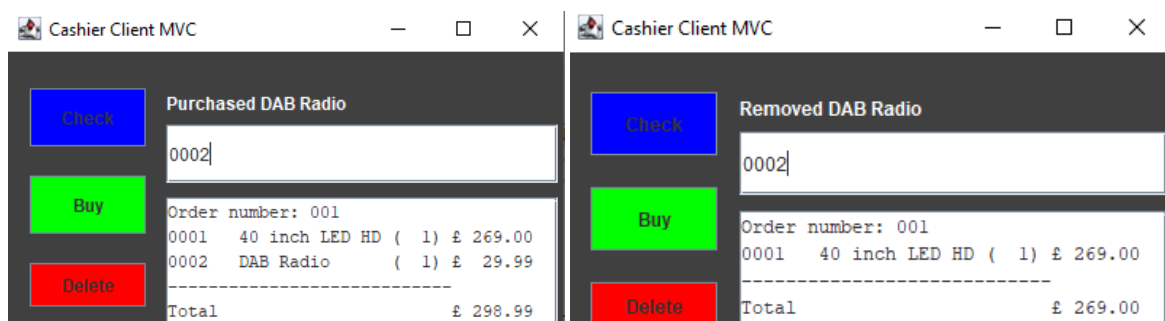 Cashier Client MVC
Check
Purchased DAB Radio
0002
Buy
Order number: 001
0001   40 inch LED HD (  1) £ 269.00
0002   DAB Radio      (  1) £  29.99
Delete
----------------------------
Total                       £ 298.99
Cashier Client MVC
Check
Removed DAB Radio
0002
Buy
Order number: 001
0001   40 inch LED HD (  1) £ 269.00
----------------------------
Delete
Total                       £ 269.00